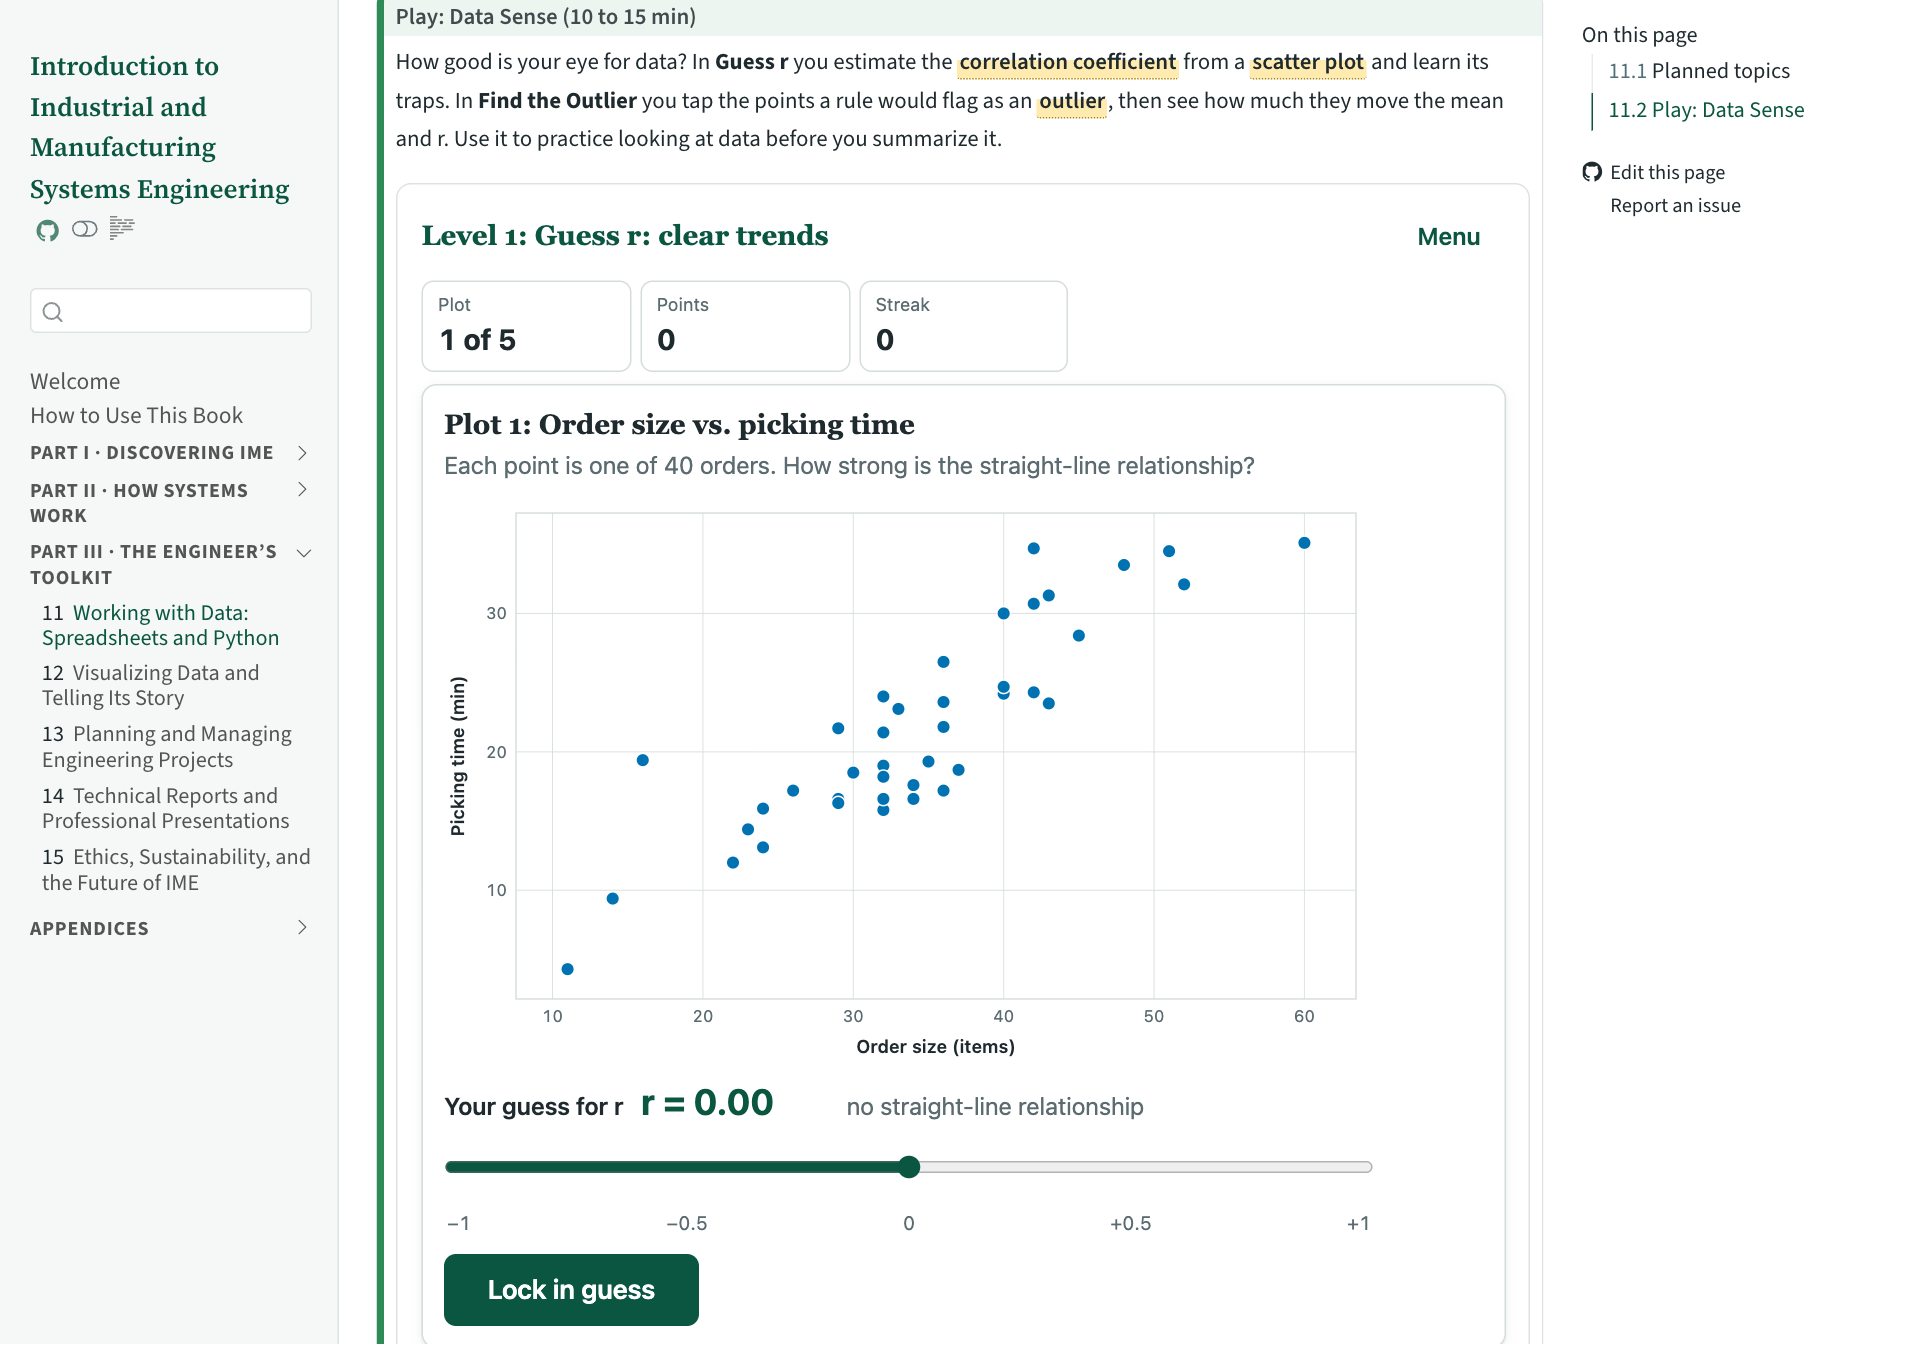 Introduction to
Industrial and
Manufacturing
Systems Engineering
Welcome
How to Use This Book
PART I · DISCOVERING IME
PART II · HOW SYSTEMS
WORK
PART III · THE ENGINEER’S
TOOLKIT
11 Working with Data:
Spreadsheets and Python
12 Visualizing Data and
Telling Its Story
13 Planning and Managing
Engineering Projects
14 Technical Reports and
Professional Presentations
15 Ethics, Sustainability, and
the Future of IME
APPENDICES
Play: Data Sense (10 to 15 min)
How good is your eye for data? In Guess r you estimate the correlation coefficient from a scatter plot and learn its
traps. In Find the Outlier you tap the points a rule would flag as an outlier, then see how much they move the mean
and r. Use it to practice looking at data before you summarize it.
Level 1: Guess r: clear trends
Menu
Plot
1 of 5
Points
0
Streak
0
Plot 1: Order size vs. picking time
Each point is one of 40 orders. How strong is the straight-line relationship?
30
20
10
Picking time (min)
10 20 30 40 50 60
Order size (items)
Your guess for r r = 0.00 no straight-line relationship
−1 −0.5 0 +0.5 +1
Lock in guess
On this page
11.1 Planned topics
11.2 Play: Data Sense
Edit this page
Report an issue